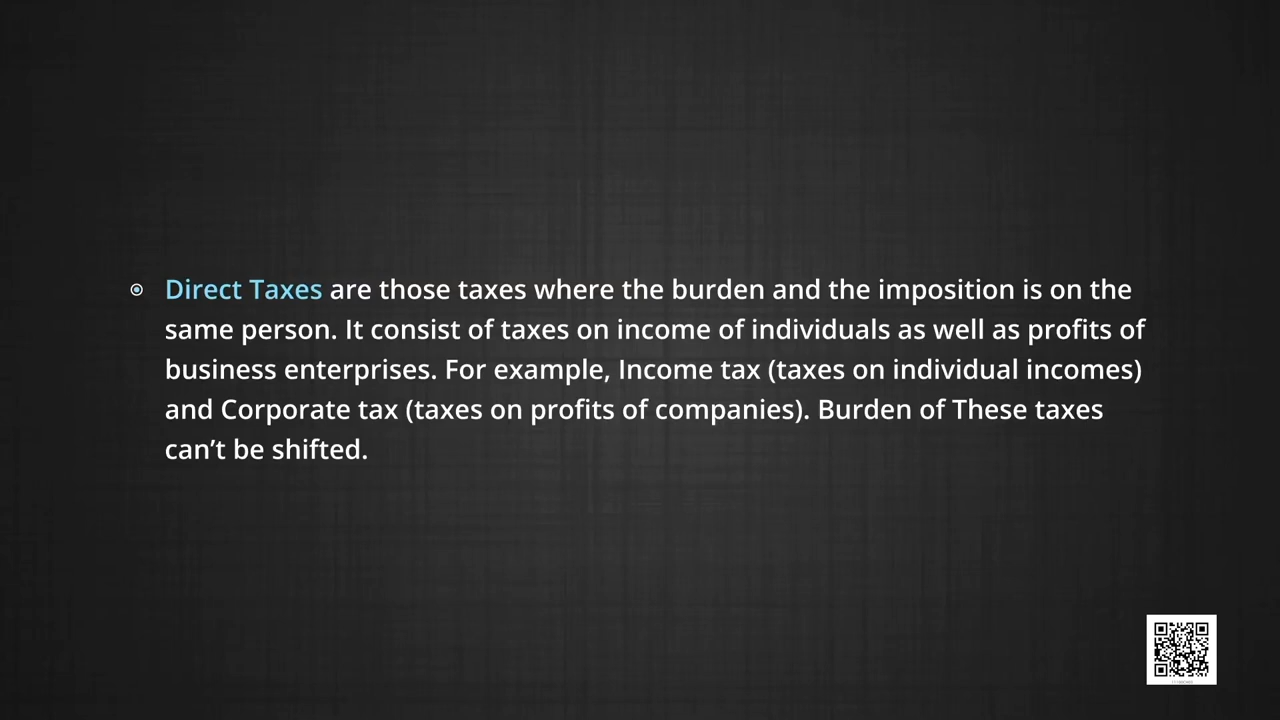 Direct Taxes are those taxes where the burden and the imposition is on the
same person. It consist of taxes on income of individuals as well as profits of
business enterprises. For example, Income tax (taxes on individual incomes)
and Corporate tax (taxes on profits of companies). Burden of These taxes
can’t be shifted.